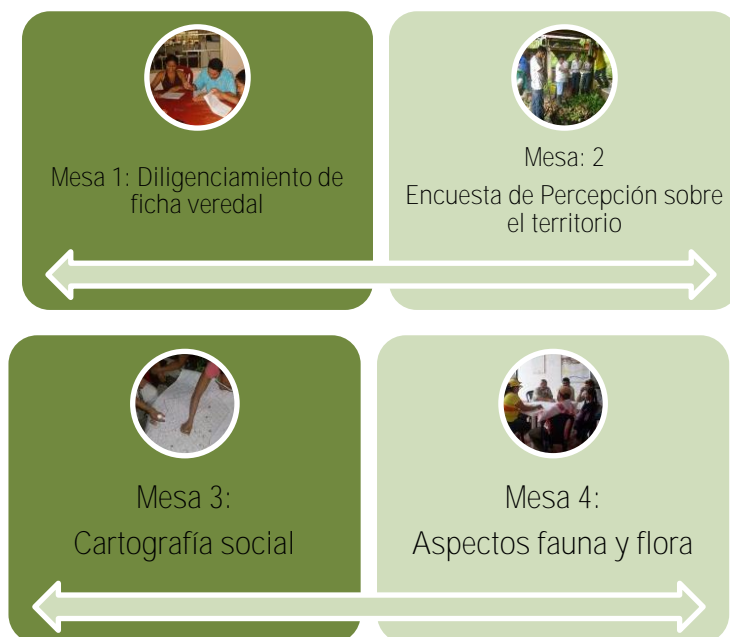 Mesa 1: Diligenciamiento de
ficha veredal
Mesa: 2
Encuesta de Percepción sobre
el territorio
Mesa 3:
Cartografía social
Mesa 4:
Aspectos fauna y flora